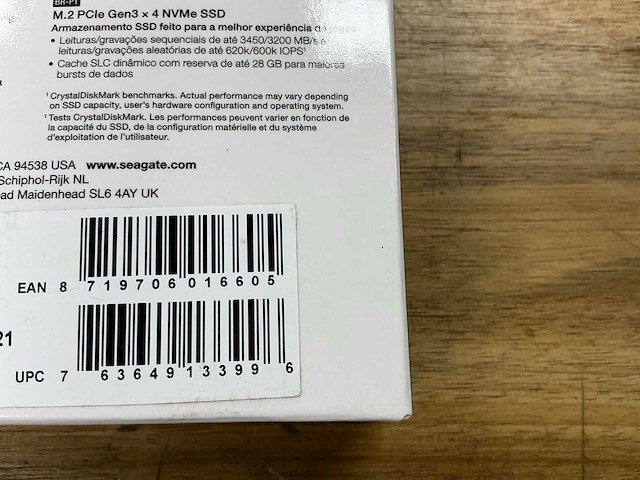 BR-PT
M.2 PCIe Gen3 × 4 NVMe SSD
Armazenamento SSD feito para a melhor experiência de jogos
• Leituras/gravações sequenciais de até 3450/3200 MB/s e
leituras/gravações aleatórias de até 620k/600k IOPS¹
• Cache SLC dinâmico com reserva de até 28 GB para maiores
bursts de dados
¹ CrystalDiskMark benchmarks. Actual performance may vary depending
on SSD capacity, user's hardware configuration and operating system.
¹ Tests CrystalDiskMark. Les performances peuvent varier en fonction de
la capacité du SSD, de la configuration matérielle et du système
d'exploitation de l'utilisateur.
CA 94538 USA www.seagate.com
Schiphol-Rijk NL
ad Maidenhead SL6 4AY UK
EAN 8 719706 016605
21
UPC 7 63649 13399 6